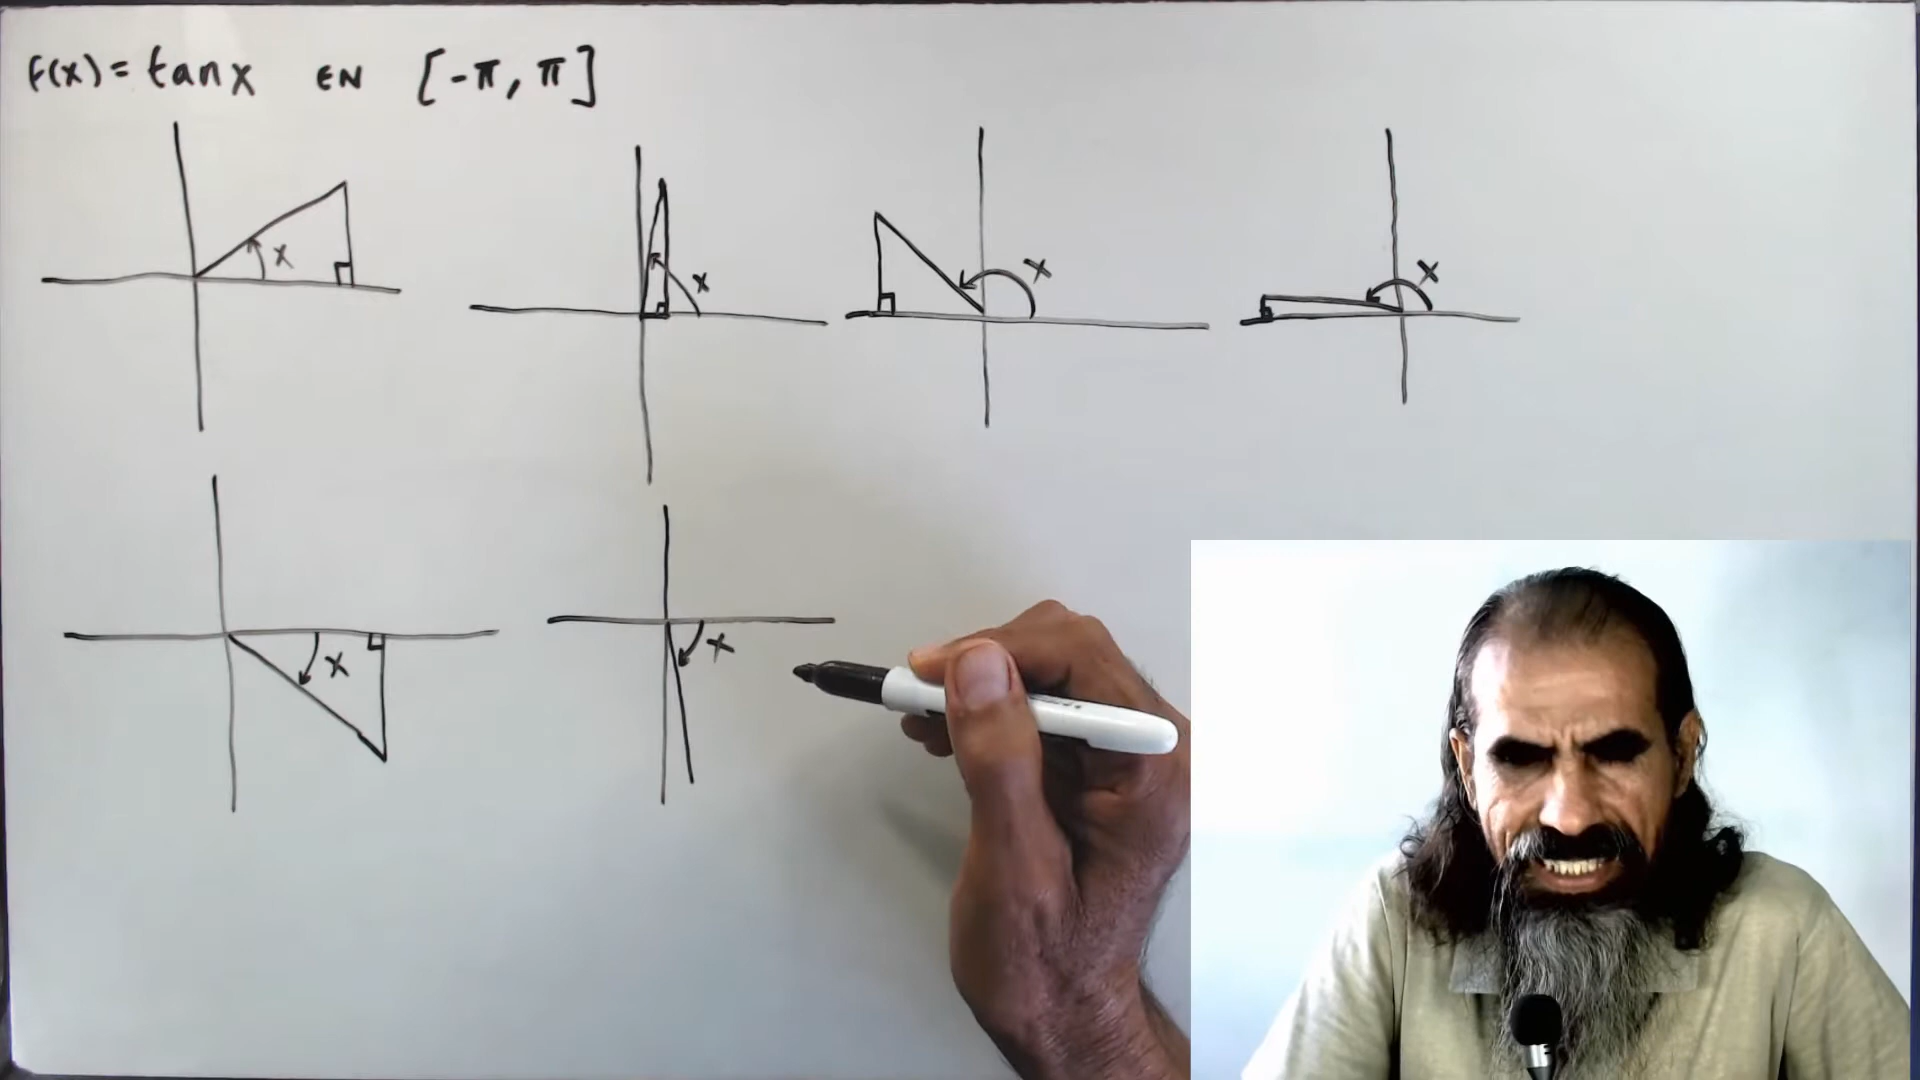 f(x) = tan x EN [-π, π]
x
x
x
x
x
x